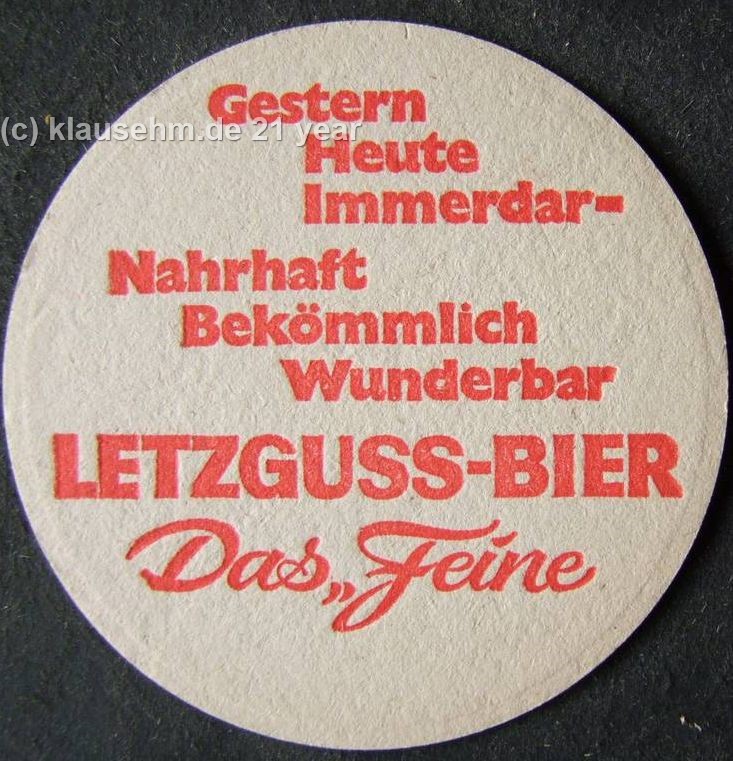 Gestern
(c) klausehm.de 21 year
Heute
Immerdar-
Nahrhaft
Bekömmlich
Wunderbar
LETZGUSS-BIER
Das „Feine